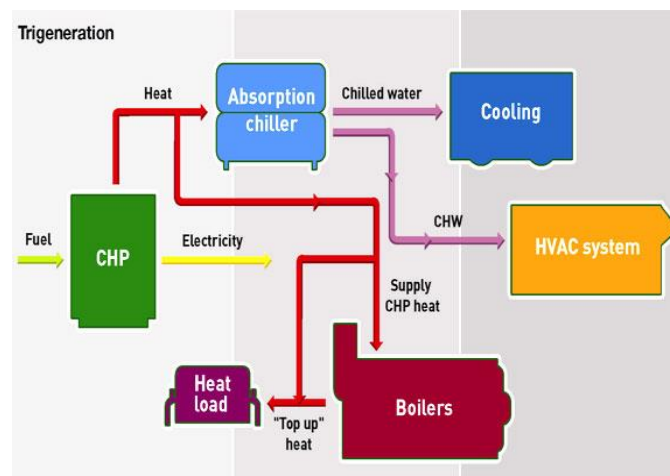 Trigeneration
Heat
Absorption
chiller
Chilled water
Cooling
Fuel
CHP
Electricity
CHW
HVAC system
Supply
CHP heat
Heat
load
"Top up"
heat
Boilers